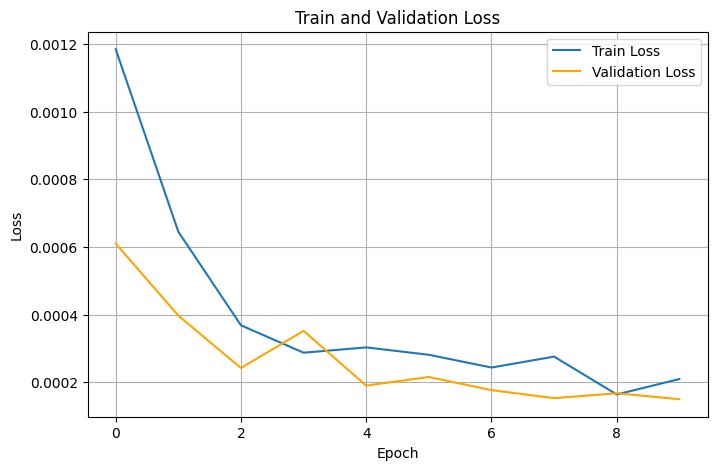 Train and Validation Loss
Train Loss
Validation Loss
0.0012
0.0010
0.0008
0.0006
0.0004
0.0002
Loss
0 2 4 6 8
Epoch